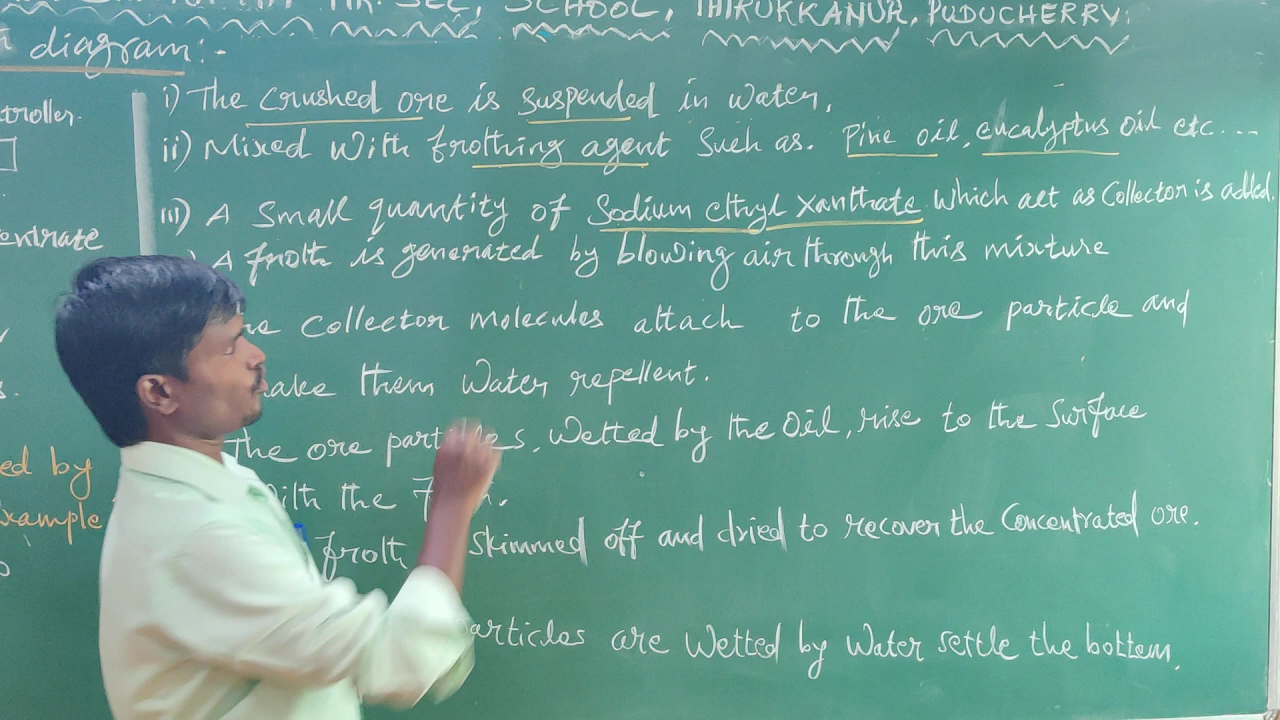 HR. SEC, SCHOOL, THIRUKKANUR, PUDUCHERRY.
diagram:-
troller.
i) The crushed ore is suspended in water.
ii) Mixed with frothing agent Such as. Pine oil, eucalyptus oil etc....
iii) A Small quantity of Sodium ethyl xanthate which act as Collector is added.
entrate
A froth is generated by blowing air through this mixture
Collector molecules attach to the ore particle and
them water repellent.
The ore particles, wetted by the Oil, rise to the Surface
ed by
the
xample
froth skimmed off and dried to recover the Concentrated ore.
articles are wetted by water settle the bottom.